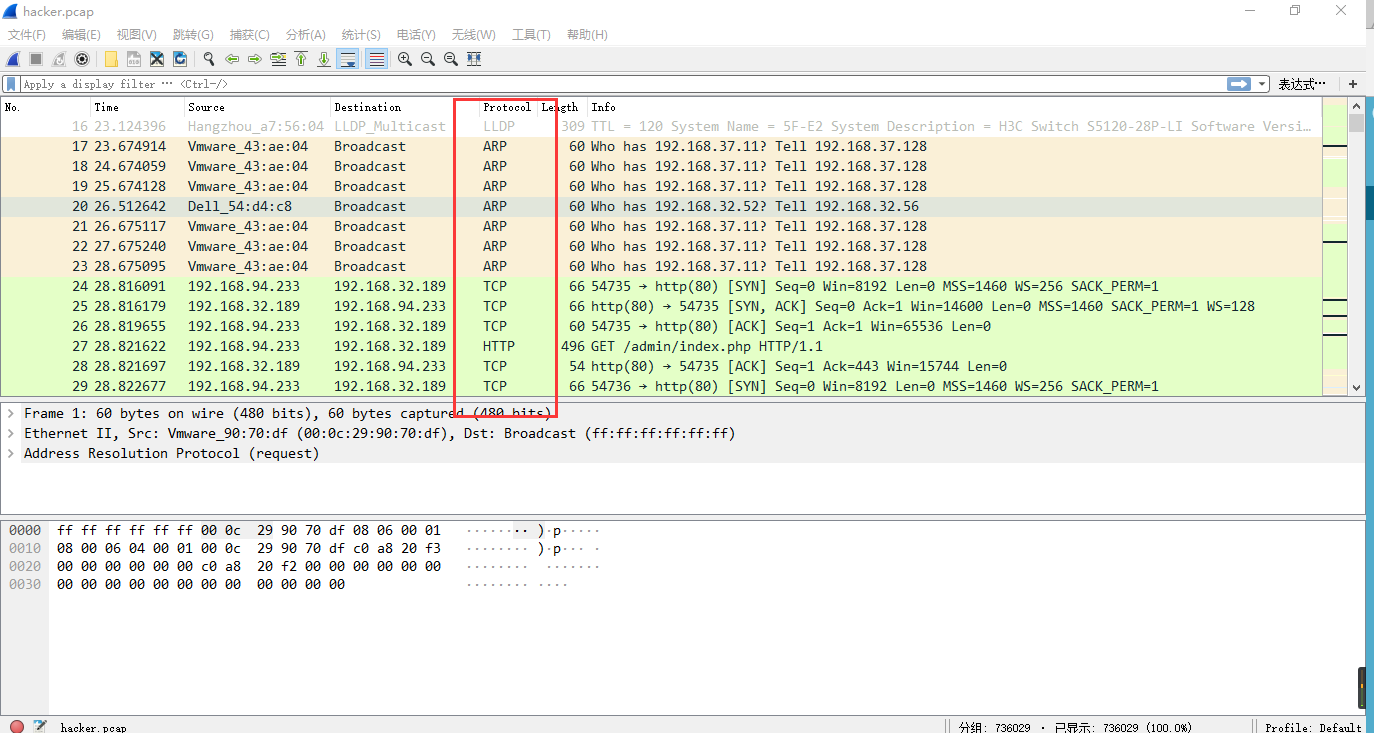 hacker.pcap
文件(F) 编辑(E) 视图(V) 跳转(G) 捕获(C) 分析(A) 统计(S) 电话(Y) 无线(W) 工具(T) 帮助(H)
Apply a display filter … <Ctrl-/> 表达式… +
No. Time Source Destination Protocol Length Info
16 23.124396 Hangzhou_a7:56:04 LLDP_Multicast LLDP 309 TTL = 120 System Name = 5F-E2 System Description = H3C Switch S5120-28P-LI Software Versi…
17 23.674914 Vmware_43:ae:04 Broadcast ARP 60 Who has 192.168.37.11? Tell 192.168.37.128
18 24.674059 Vmware_43:ae:04 Broadcast ARP 60 Who has 192.168.37.11? Tell 192.168.37.128
19 25.674128 Vmware_43:ae:04 Broadcast ARP 60 Who has 192.168.37.11? Tell 192.168.37.128
20 26.512642 Dell_54:d4:c8 Broadcast ARP 60 Who has 192.168.32.52? Tell 192.168.32.56
21 26.675117 Vmware_43:ae:04 Broadcast ARP 60 Who has 192.168.37.11? Tell 192.168.37.128
22 27.675240 Vmware_43:ae:04 Broadcast ARP 60 Who has 192.168.37.11? Tell 192.168.37.128
23 28.675095 Vmware_43:ae:04 Broadcast ARP 60 Who has 192.168.37.11? Tell 192.168.37.128
24 28.816091 192.168.94.233 192.168.32.189 TCP 66 54735 → http(80) [SYN] Seq=0 Win=8192 Len=0 MSS=1460 WS=256 SACK_PERM=1
25 28.816179 192.168.32.189 192.168.94.233 TCP 66 http(80) → 54735 [SYN, ACK] Seq=0 Ack=1 Win=14600 Len=0 MSS=1460 SACK_PERM=1 WS=128
26 28.819655 192.168.94.233 192.168.32.189 TCP 60 54735 → http(80) [ACK] Seq=1 Ack=1 Win=65536 Len=0
27 28.821622 192.168.94.233 192.168.32.189 HTTP 496 GET /admin/index.php HTTP/1.1
28 28.821697 192.168.32.189 192.168.94.233 TCP 54 http(80) → 54735 [ACK] Seq=1 Ack=443 Win=15744 Len=0
29 28.822677 192.168.94.233 192.168.32.189 TCP 66 54736 → http(80) [SYN] Seq=0 Win=8192 Len=0 MSS=1460 WS=256 SACK_PERM=1
Frame 1: 60 bytes on wire (480 bits), 60 bytes captured (480 bits)
Ethernet II, Src: Vmware_90:70:df (00:0c:29:90:70:df), Dst: Broadcast (ff:ff:ff:ff:ff:ff)
Address Resolution Protocol (request)
0000 ff ff ff ff ff ff 00 0c 29 90 70 df 08 06 00 01 ········ )·p·····
0010 08 00 06 04 00 01 00 0c 29 90 70 df c0 a8 20 f3 ········ )·p··· ·
0020 00 00 00 00 00 00 c0 a8 20 f2 00 00 00 00 00 00 ········ ·······
0030 00 00 00 00 00 00 00 00 00 00 00 00 ········ ····
hacker.pcap 分组: 736029 · 已显示: 736029 (100.0%) Profile: Default